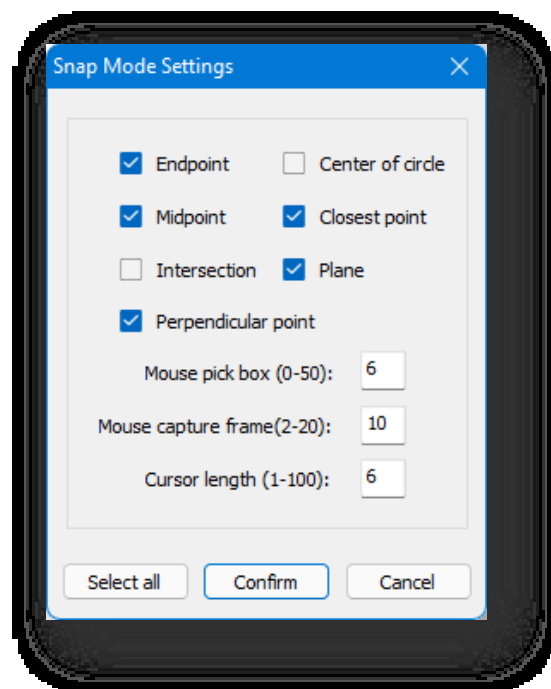 Snap Mode Settings
Endpoint Center of circle
Midpoint Closest point
Intersection Plane
Perpendicular point
Mouse pick box (0-50): 6
Mouse capture frame(2-20): 10
Cursor length (1-100): 6
Select all Confirm Cancel